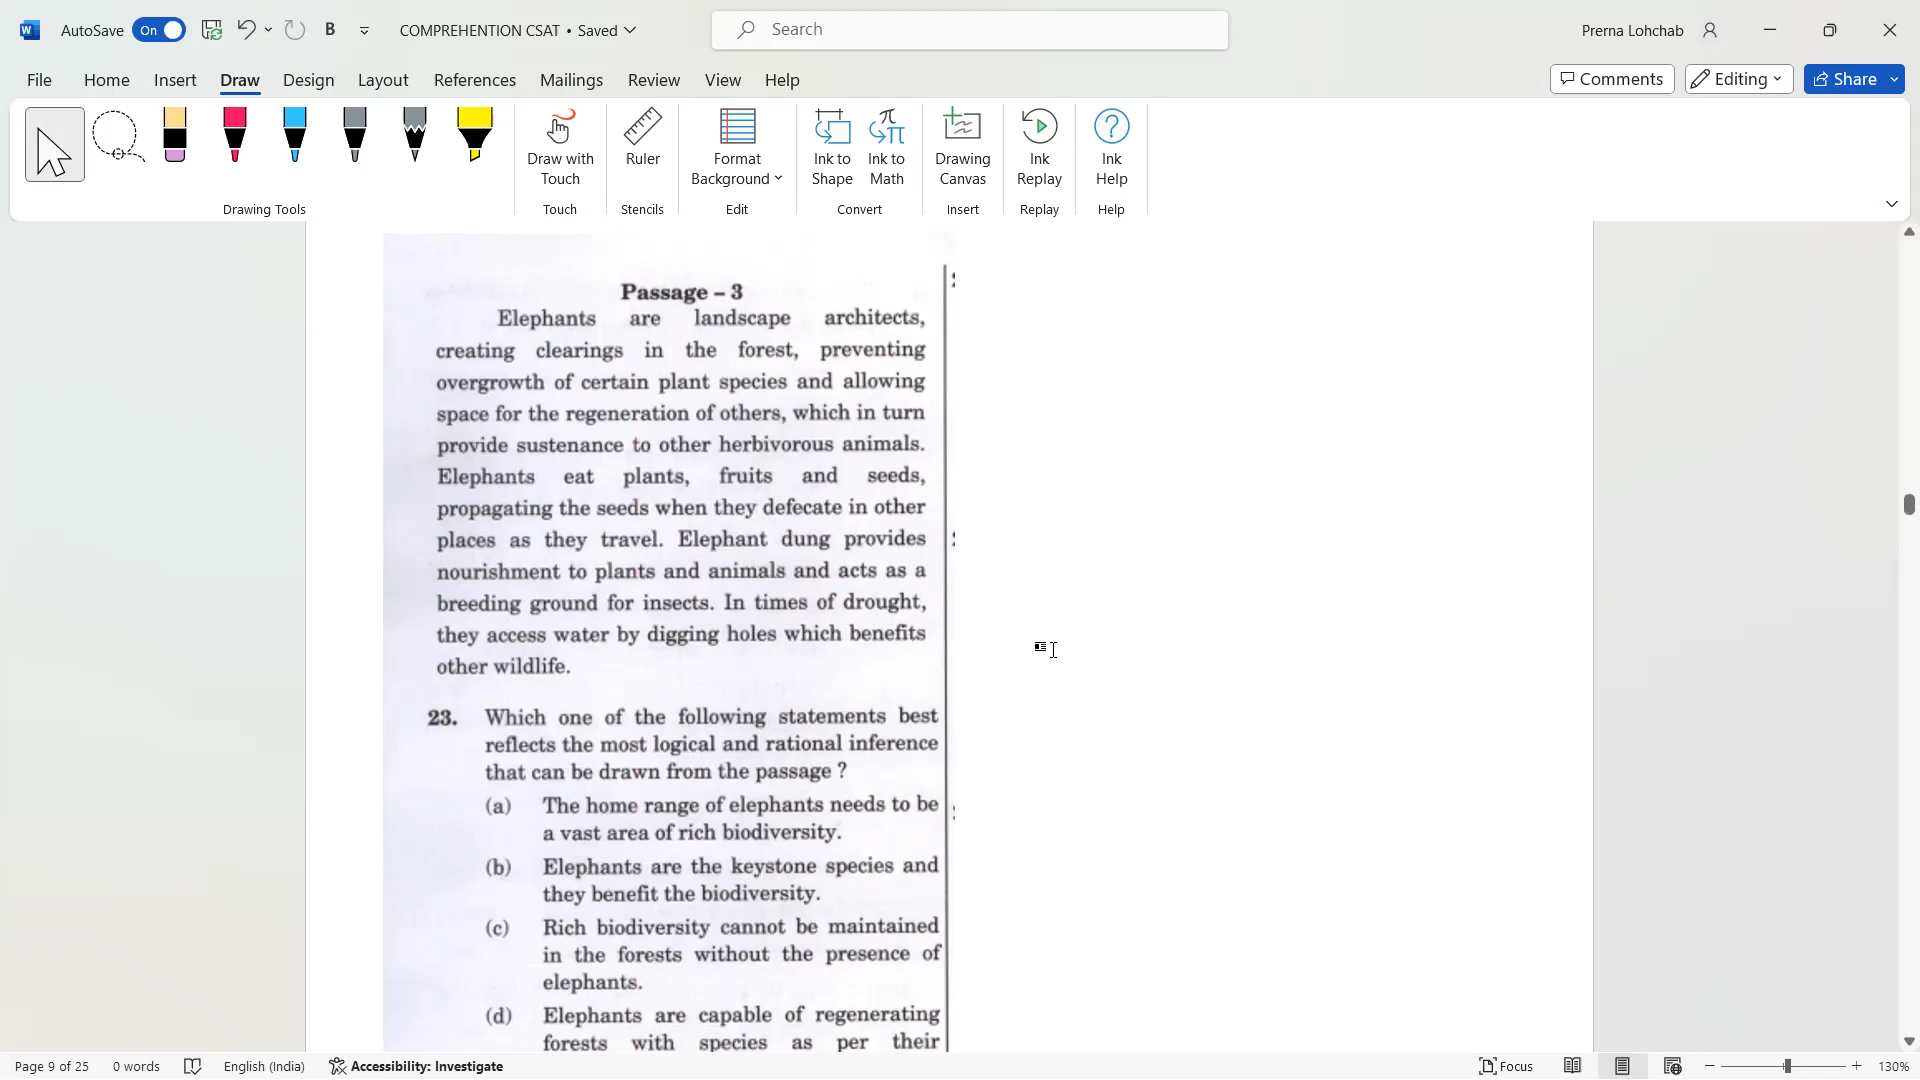 AutoSave On B COMPREHENTION CSAT • Saved Search Prerna Lohchab
File Home Insert Draw Design Layout References Mailings Review View Help Comments Editing Share
Draw with Touch
Ruler
Format Background
Ink to Shape
Ink to Math
Drawing Canvas
Ink Replay
Ink Help
Drawing Tools Touch Stencils Edit Convert Insert Replay Help
Passage – 3
Elephants are landscape architects,
creating clearings in the forest, preventing
overgrowth of certain plant species and allowing
space for the regeneration of others, which in turn
provide sustenance to other herbivorous animals.
Elephants eat plants, fruits and seeds,
propagating the seeds when they defecate in other
places as they travel. Elephant dung provides
nourishment to plants and animals and acts as a
breeding ground for insects. In times of drought,
they access water by digging holes which benefits
other wildlife.
23. Which one of the following statements best
reflects the most logical and rational inference
that can be drawn from the passage ?
(a) The home range of elephants needs to be
a vast area of rich biodiversity.
(b) Elephants are the keystone species and
they benefit the biodiversity.
(c) Rich biodiversity cannot be maintained
in the forests without the presence of
elephants.
(d) Elephants are capable of regenerating
forests with species as per their
Page 9 of 25 0 words English (India) Accessibility: Investigate Focus 130%